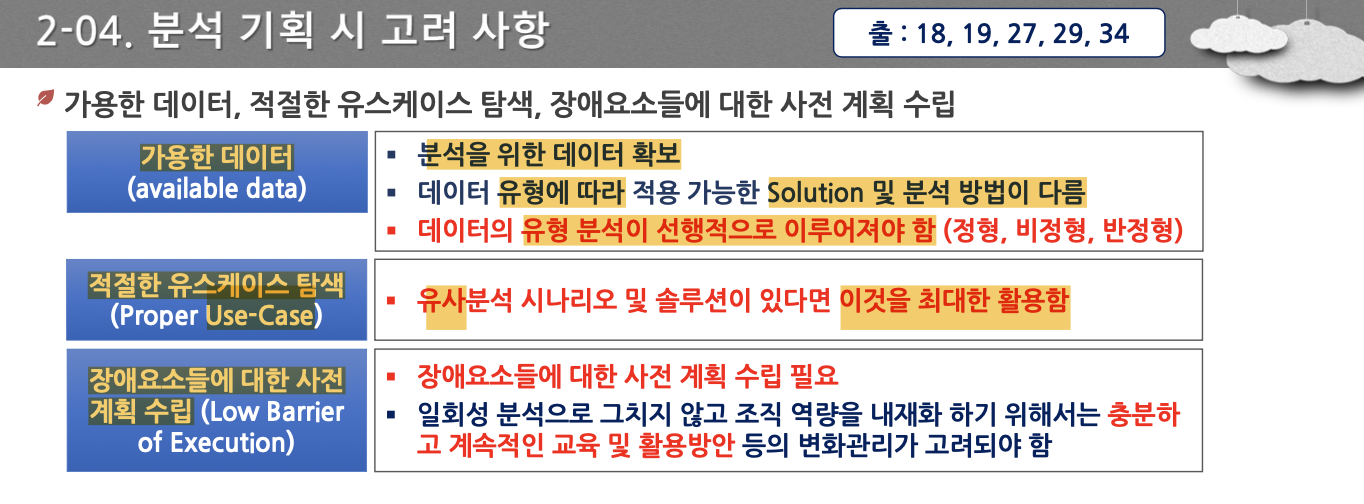 2-04. 분석 기획 시 고려 사항
출 : 18, 19, 27, 29, 34
가용한 데이터, 적절한 유스케이스 탐색, 장애요소들에 대한 사전 계획 수립
가용한 데이터
(available data)
▪ 분석을 위한 데이터 확보
▪ 데이터 유형에 따라 적용 가능한 Solution 및 분석 방법이 다름
▪ 데이터의 유형 분석이 선행적으로 이루어져야 함 (정형, 비정형, 반정형)
적절한 유스케이스 탐색
(Proper Use-Case)
▪ 유사분석 시나리오 및 솔루션이 있다면 이것을 최대한 활용함
장애요소들에 대한 사전
계획 수립 (Low Barrier
of Execution)
▪ 장애요소들에 대한 사전 계획 수립 필요
▪ 일회성 분석으로 그치지 않고 조직 역량을 내재화 하기 위해서는 충분하
고 계속적인 교육 및 활용방안 등의 변화관리가 고려되야 함